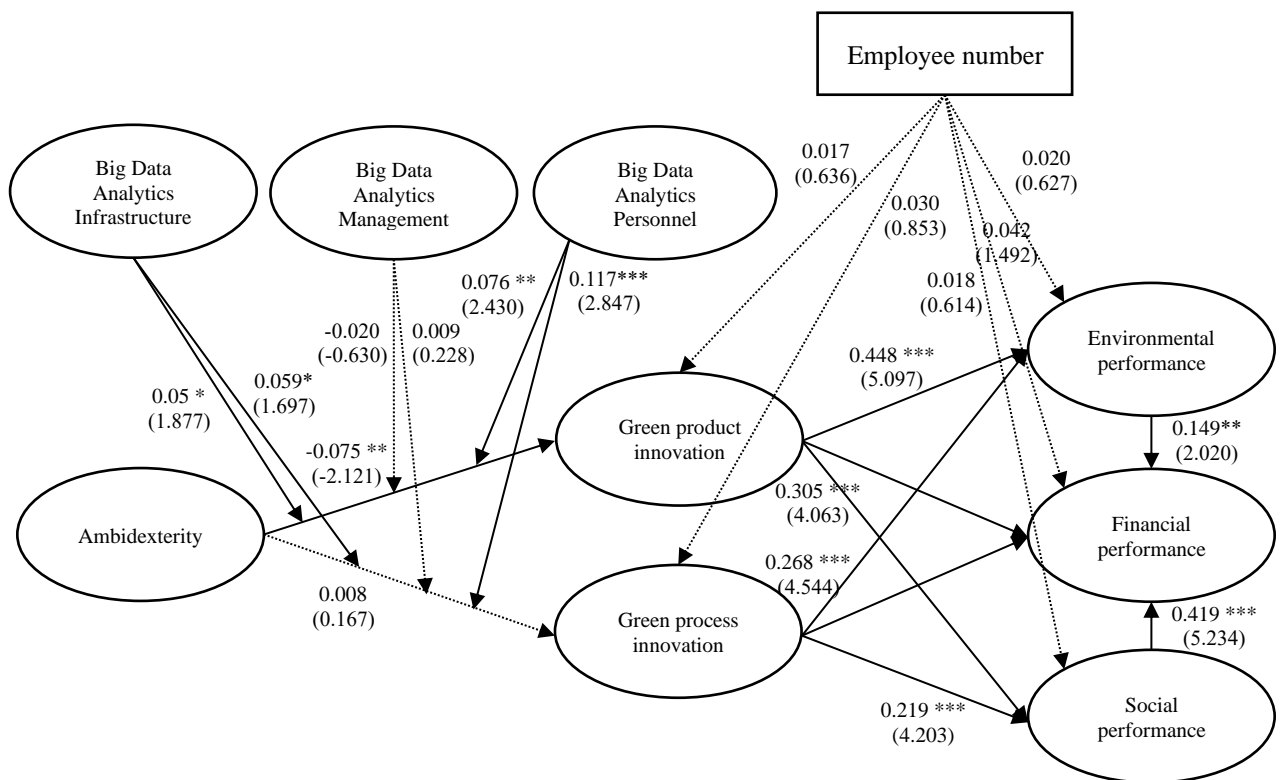 Employee number
Big Data
Analytics
Infrastructure
Big Data
Analytics
Management
Big Data
Analytics
Personnel
0.017
(0.636)
0.020
(0.627)
0.030
(0.853)
0.042
(1.492)
0.018
(0.614)
0.076 **
(2.430)
0.117***
(2.847)
-0.020
(-0.630)
0.009
(0.228)
0.05 *
(1.877)
0.059*
(1.697)
-0.075 **
(-2.121)
Environmental
performance
0.448 ***
(5.097)
Green product
innovation
0.149**
(2.020)
0.305 ***
(4.063)
Ambidexterity
Financial
performance
0.268 ***
(4.544)
0.008
(0.167)
Green process
innovation
0.419 ***
(5.234)
0.219 ***
(4.203)
Social
performance